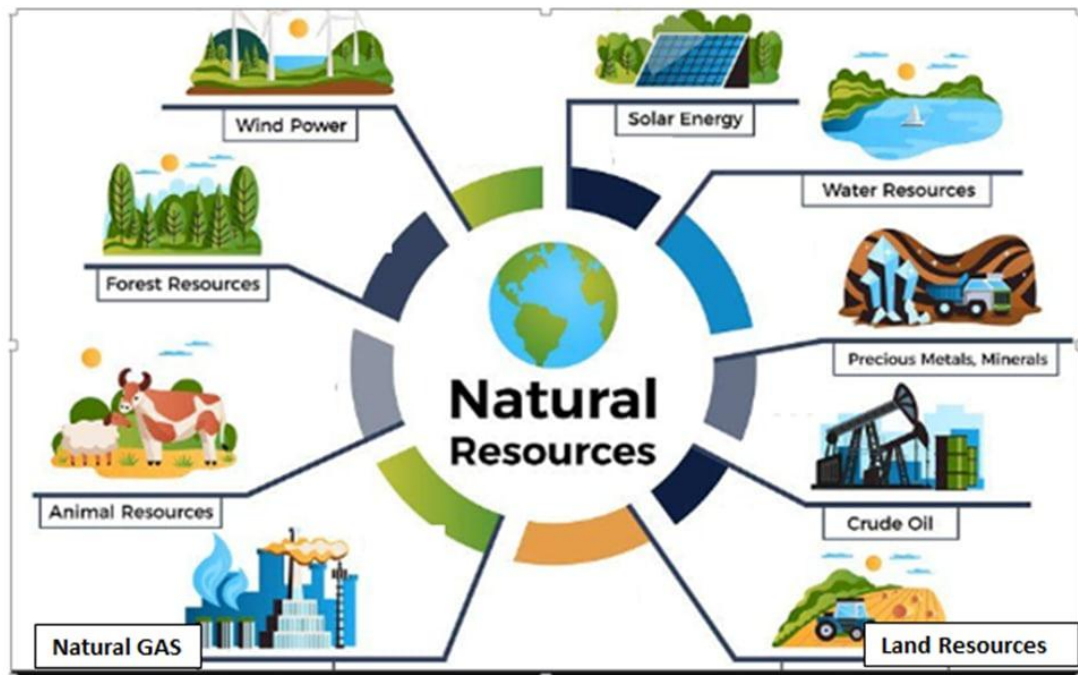 Wind Power
Solar Energy
Water Resources
Forest Resources
Precious Metals, Minerals
Natural
Resources
Animal Resources
Crude Oil
Natural GAS
Land Resources